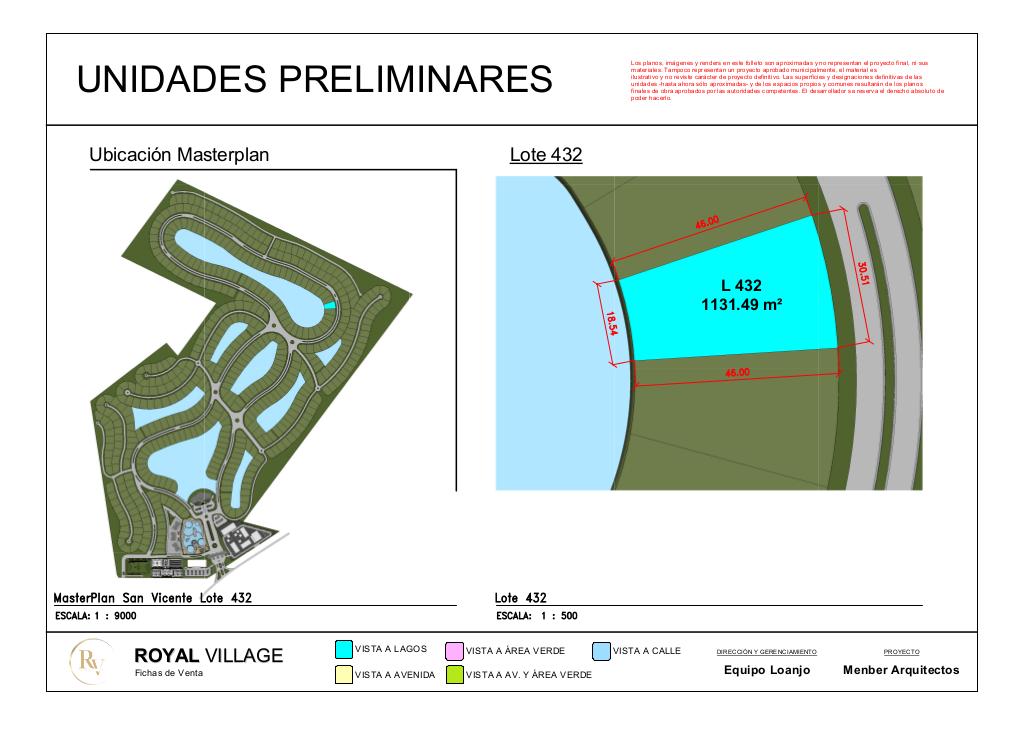 UNIDADES PRELIMINARES
Los planos, imágenes y renders en este folleto son aproximadas y no representan el proyecto final, ni sus
materiales. Tampoco representan un proyecto aprobado municipalmente, el material es
ilustrativo y no reviste carácter de proyecto definitivo. Las superficies y designaciones definitivas de las
unidades -hasta ahora sólo aproximadas- y de los espacios propios y comunes resultarán de los planos
finales de obra aprobados por las autoridades competentes. El desarrollador se reserva el derecho absoluto de
poder hacerlo.
Ubicación Masterplan
Lote 432
46.00
30.51
L 432
1131.49 m²
18.54
46.00
MasterPlan San Vicente Lote 432
ESCALA: 1 : 9000
Lote 432
ESCALA: 1 : 500
RV
ROYAL VILLAGE
Fichas de Venta
VISTA A LAGOS
VISTA A ÁREA VERDE
VISTA A CALLE
VISTA A AVENIDA
VISTA A AV. Y ÁREA VERDE
DIRECCIÓN Y GERENCIAMIENTO
Equipo Loanjo
PROYECTO
Menber Arquitectos